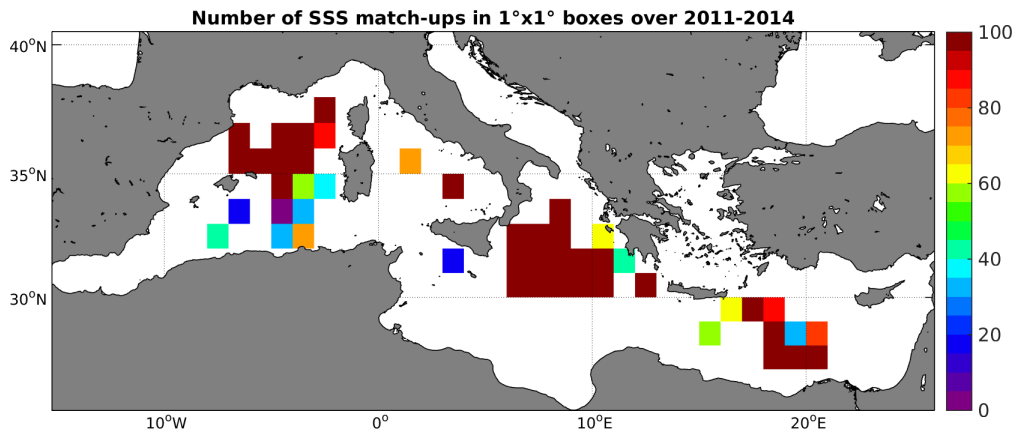 Number of SSS match-ups in 1°x1° boxes over 2011-2014
40°N
35°N
30°N
10°W
0°
10°E
20°E
100
80
60
40
20
0